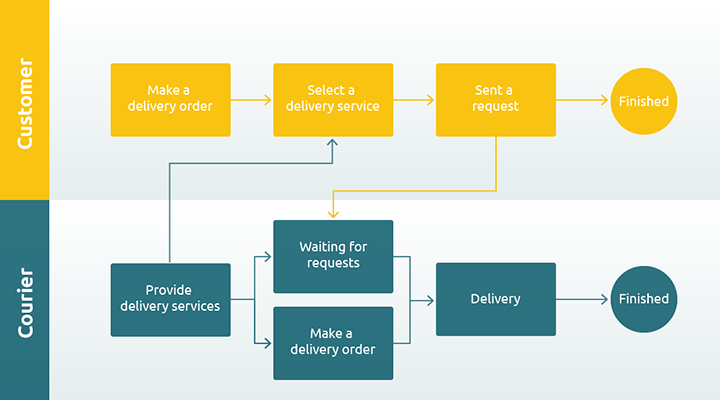 Customer
Make a
delivery order
Select a
delivery service
Sent a
request
Finished
Courier
Provide
delivery services
Waiting for
requests
Make a
delivery order
Delivery
Finished